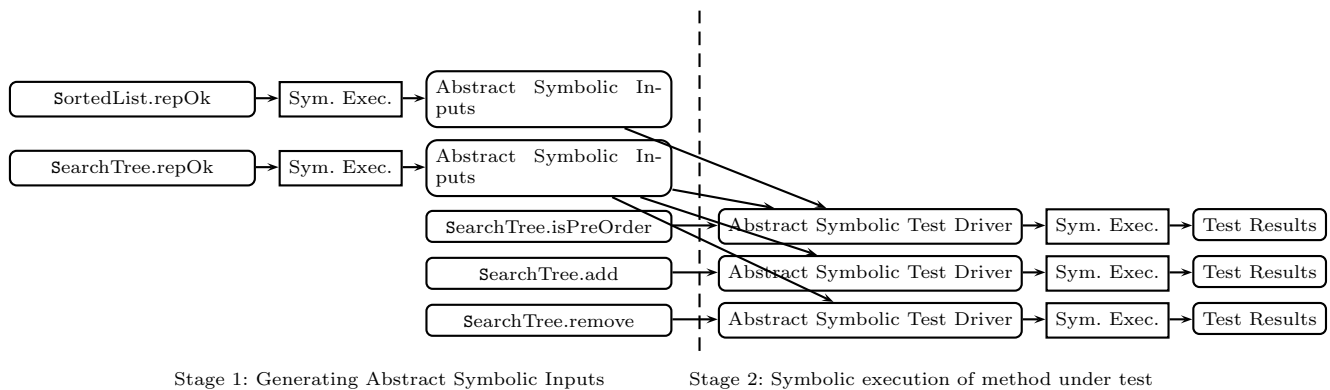 SortedList.repOk
Sym. Exec.
Abstract Symbolic In-
puts
SearchTree.repOk
Sym. Exec.
Abstract Symbolic In-
puts
SearchTree.isPreOrder
Abstract Symbolic Test Driver
Sym. Exec.
Test Results
SearchTree.add
Abstract Symbolic Test Driver
Sym. Exec.
Test Results
SearchTree.remove
Abstract Symbolic Test Driver
Sym. Exec.
Test Results
Stage 1: Generating Abstract Symbolic Inputs
Stage 2: Symbolic execution of method under test